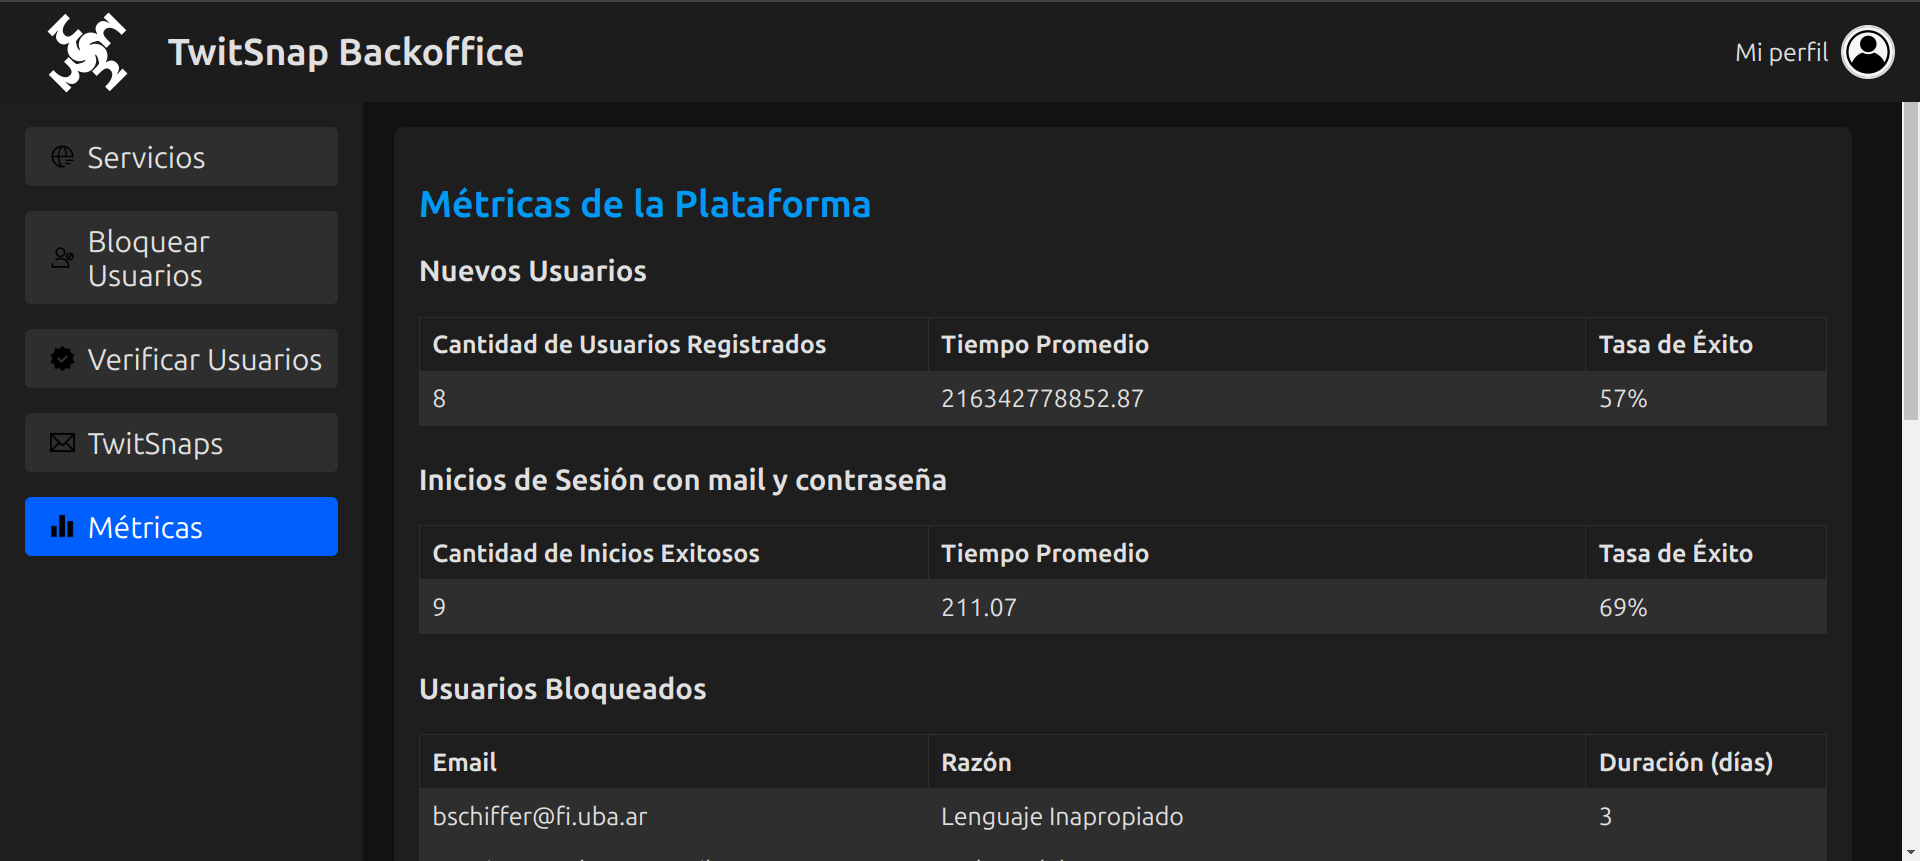 TwitSnap Backoffice
Mi perfil
Servicios
Bloquear
Usuarios
Verificar Usuarios
TwitSnaps
Métricas
Métricas de la Plataforma
Nuevos Usuarios
Cantidad de Usuarios Registrados Tiempo Promedio Tasa de Éxito
8 216342778852.87 57%
Inicios de Sesión con mail y contraseña
Cantidad de Inicios Exitosos Tiempo Promedio Tasa de Éxito
9 211.07 69%
Usuarios Bloqueados
Email Razón Duración (días)
bschiffer@fi.uba.ar Lenguaje Inapropiado 3